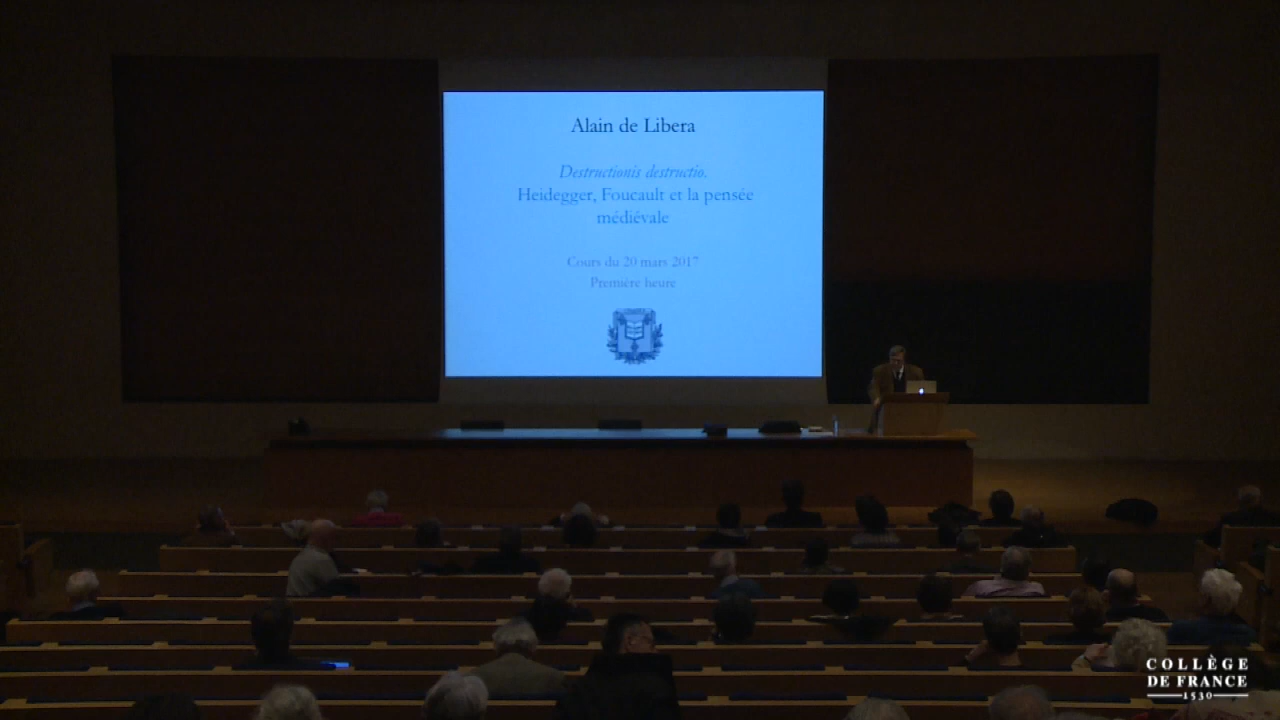 Alain de Libera
Destructionis destructio.
Heidegger, Foucault et la pensée
médiévale
Cours du 20 mars 2017
Première heure
COLLÈGE
DE FRANCE
1530